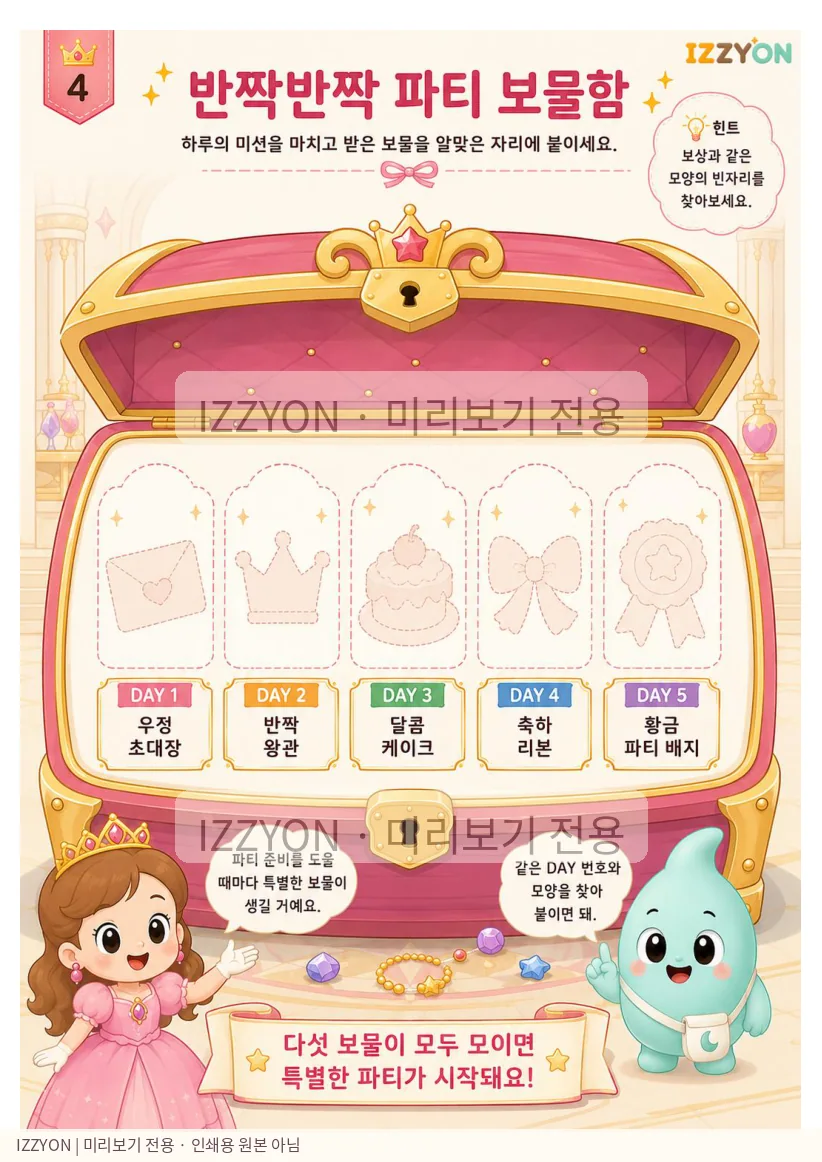 4
IZZYON
반짝반짝 파티 보물함
하루의 미션을 마치고 받은 보물을 알맞은 자리에 붙이세요.
힌트
보상과 같은
모양의 빈자리를
찾아보세요.
IZZYON · 미리보기 전용
DAY 1
우정
초대장
DAY 2
반짝
왕관
DAY 3
달콤
케이크
DAY 4
축하
리본
DAY 5
황금
파티 배지
IZZYON · 미리보기 전용
파티 준비를 도울
때마다 특별한 보물이
생길 거예요.
같은 DAY 번호와
모양을 찾아
붙이면 돼.
다섯 보물이 모두 모이면
특별한 파티가 시작돼요!
IZZYON | 미리보기 전용 · 인쇄용 원본 아님